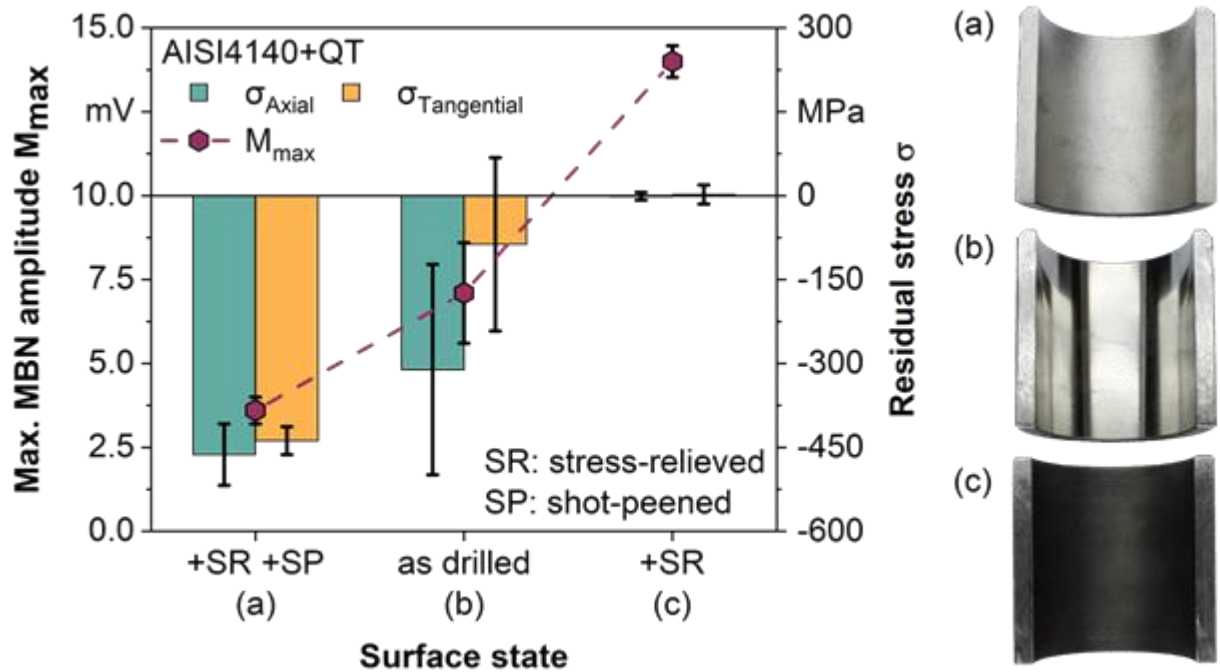 Max. MBN amplitude Mmax
15.0
mV
10.0
7.5
5.0
2.5
0.0
AISI4140+QT
σAxial
σTangential
Mmax
SR: stress-relieved
SP: shot-peened
300
MPa
0
-150
-300
-450
-600
Residual stress σ
+SR +SP
as drilled
+SR
(a)
(b)
(c)
Surface state
(a)
(b)
(c)